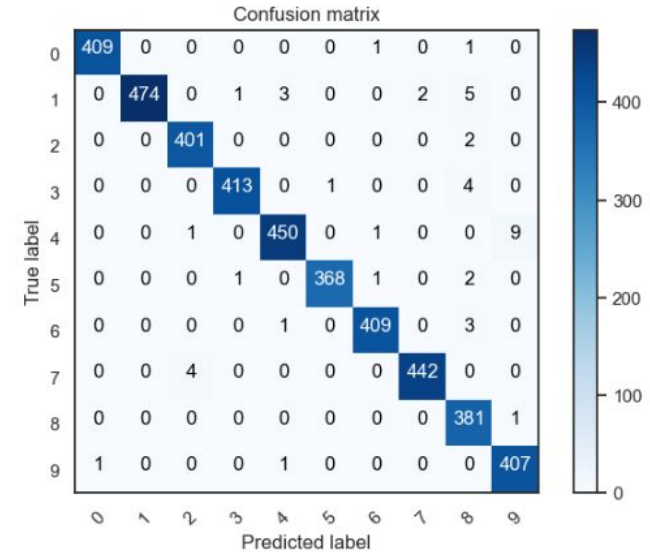 Confusion matrix
0 409 0 0 0 0 0 1 0 1 0
1 0 474 0 1 3 0 0 2 5 0
2 0 0 401 0 0 0 0 0 2 0
3 0 0 0 413 0 1 0 0 4 0
4 0 0 1 0 450 0 1 0 0 9
5 0 0 0 1 0 368 1 0 2 0
6 0 0 0 0 1 0 409 0 3 0
7 0 0 4 0 0 0 0 442 0 0
8 0 0 0 0 0 0 0 0 381 1
9 1 0 0 0 1 0 0 0 0 407
0 1 2 3 4 5 6 7 8 9
Predicted label
True label
400
300
200
100
0